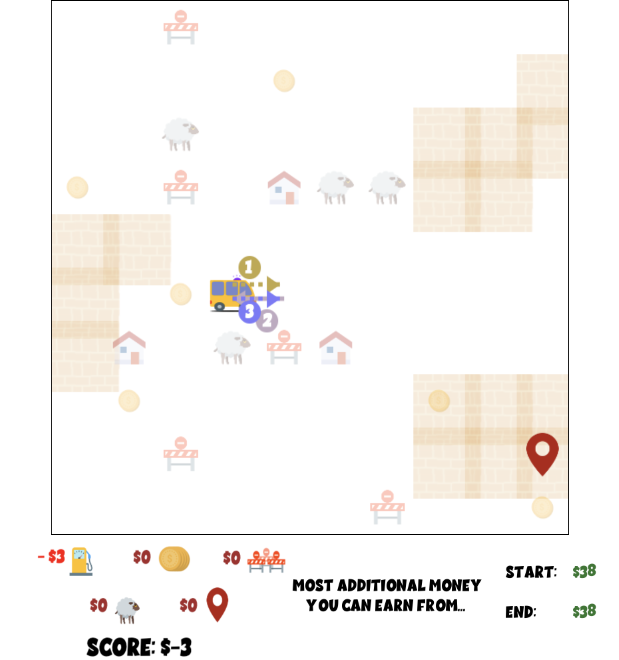 1
3
2
- $3
$0
$0
$0
$0
SCORE: $-3
MOST ADDITIONAL MONEY
YOU CAN EARN FROM...
START: $38
END: $38